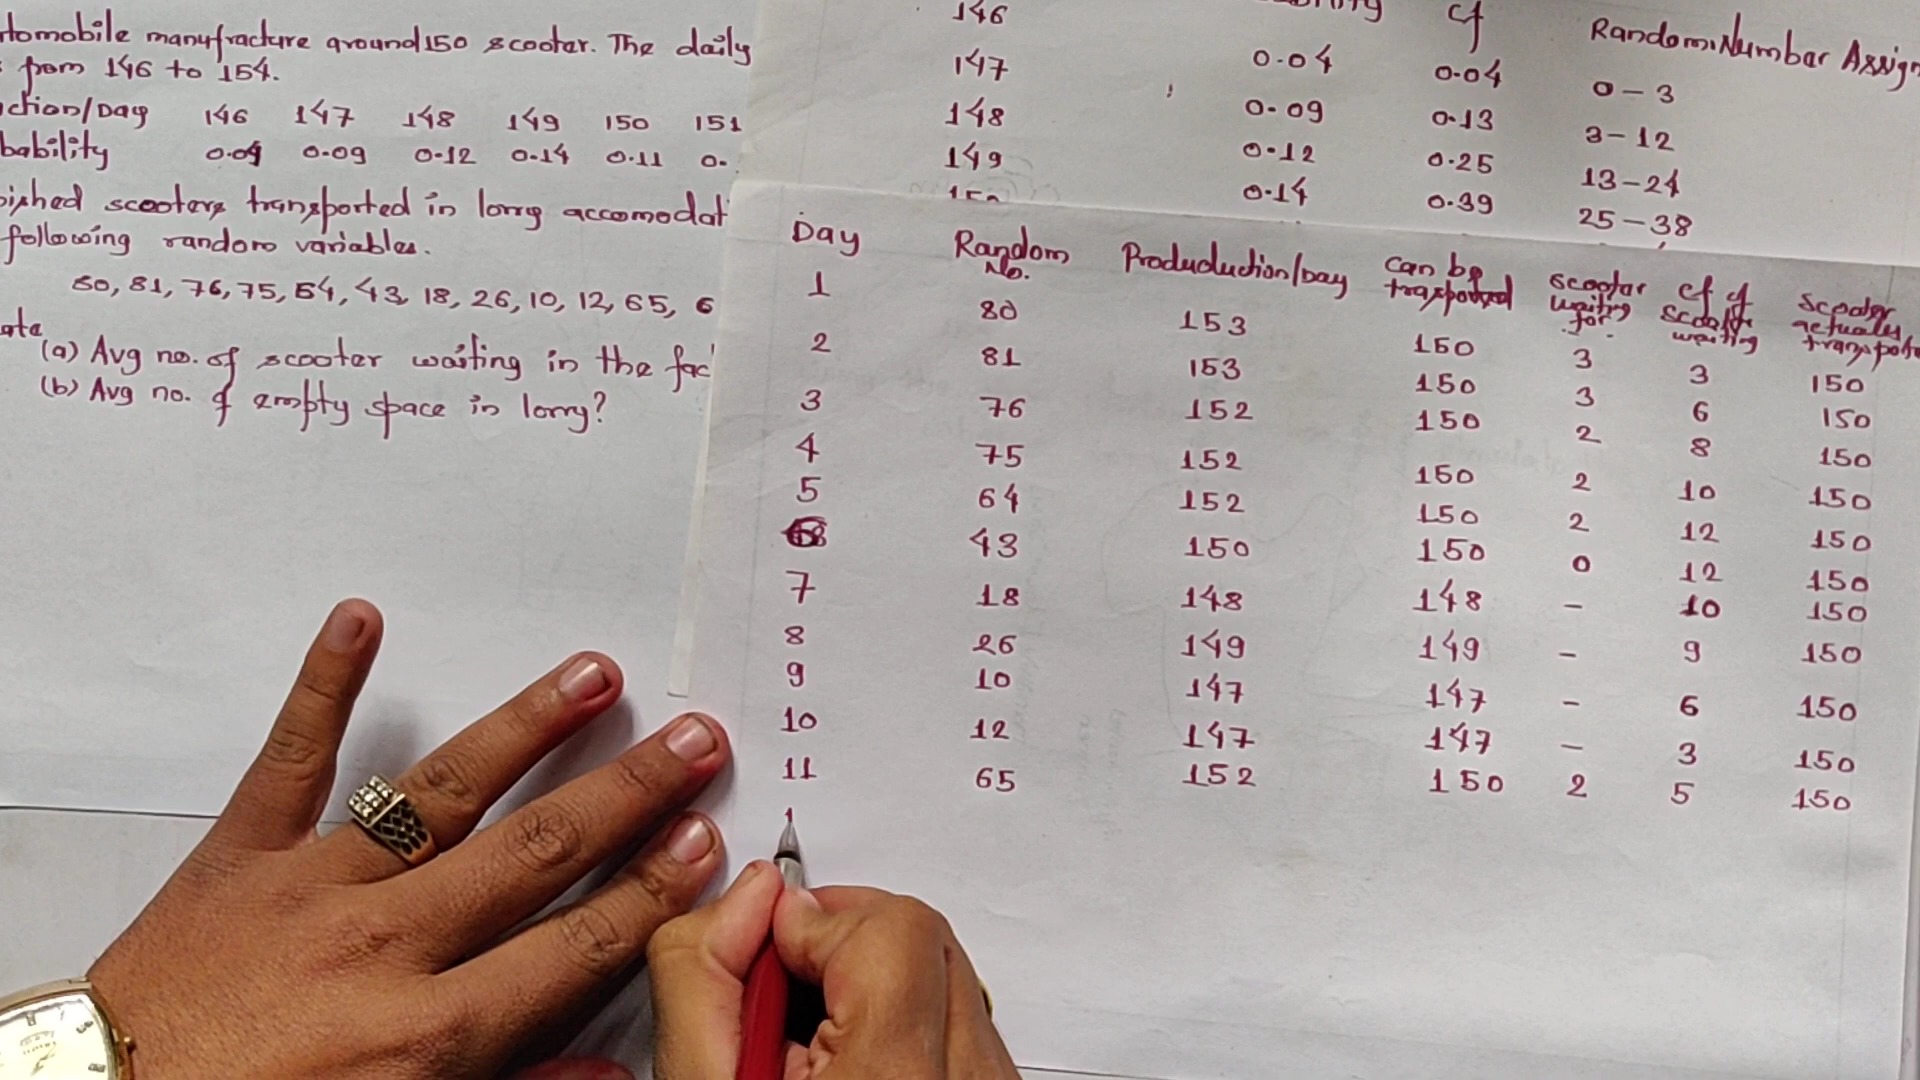 tomobile manufracture around 150 scooter. The daily
from 146 to 154.
ction/Day 146 147 148 149 150 151
bability 0.04 0.09 0.12 0.14 0.11 0.
ished scooters transported in lorry accomodat
following random variables.
80, 81, 76, 75, 54, 43, 18, 26, 10, 12, 65, 6
(a) Avg no. of scooter waiting in the fac
(b) Avg no. of empty space in lorry?
cf Random Number Assign
146 0.04 0.04 0-3
147 0.09 0.13 3-12
148 0.12 0.25 13-24
149 0.14 0.39 25-38
Day Random No. Produduction/Day can be trasported scooter waiting for. cf of scooter waiting Scooter actually transporte
1 80 153 150 3 3 150
2 81 153 150 3 6 150
3 76 152 150 2 8 150
4 75 152 150 2 10 150
5 64 152 150 2 12 150
43 150 150 0 12 150
7 18 148 148 - 10 150
8 26 149 149 - 9 150
9 10 147 147 - 6 150
10 12 147 147 - 3 150
11 65 152 150 2 5 150
1